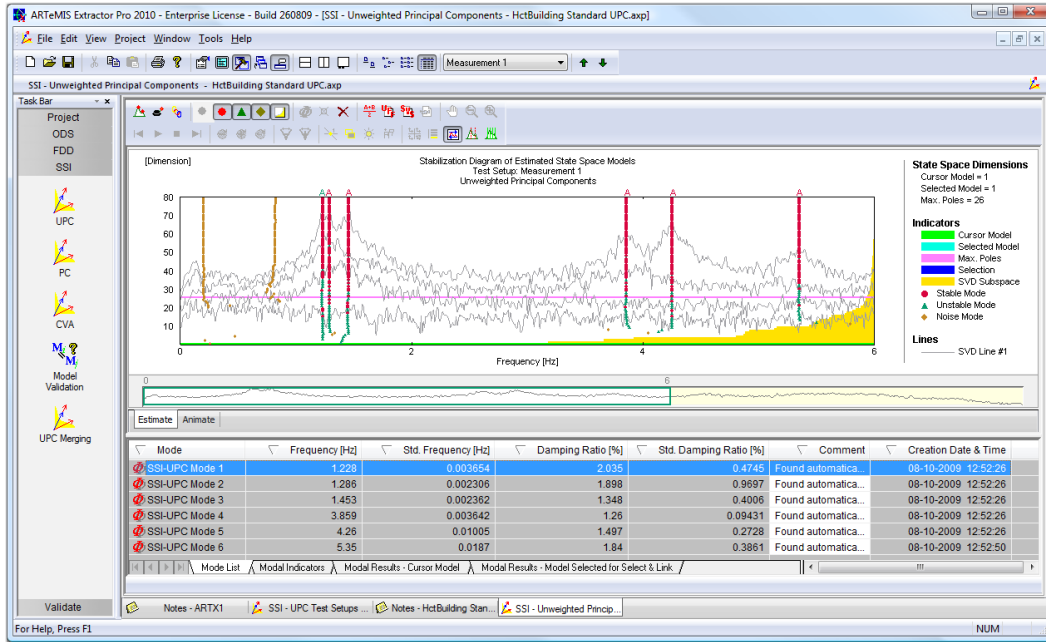 ARTeMIS Extractor Pro 2010 - Enterprise License - Build 260809 - [SSI - Unweighted Principal Components - HctBuilding Standard UPC.axp]
File Edit View Project Window Tools Help
Measurement 1
SSI - Unweighted Principal Components - HctBuilding Standard UPC.axp
Task Bar
Project
ODS
FDD
SSI
UPC
PC
CVA
Model
Validation
UPC Merging
Validate
[Dimension]
Stabilization Diagram of Estimated State Space Models
Test Setup: Measurement 1
Unweighted Principal Components
80
70
60
50
40
30
20
10
0 2 4 6
Frequency [Hz]
State Space Dimensions
Cursor Model = 1
Selected Model = 1
Max. Poles = 26
Indicators
Cursor Model
Selected Model
Max. Poles
Selection
SVD Subspace
Stable Mode
Unstable Mode
Noise Mode
Lines
SVD Line #1
0 6
Estimate Animate
Mode Frequency [Hz] Std. Frequency [Hz] Damping Ratio [%] Std. Damping Ratio [%] Comment Creation Date & Time
SSI-UPC Mode 1 1.228 0.003654 2.035 0.4745 Found automatica... 08-10-2009 12:52:26
SSI-UPC Mode 2 1.286 0.002306 1.898 0.9697 Found automatica... 08-10-2009 12:52:26
SSI-UPC Mode 3 1.453 0.002362 1.348 0.4006 Found automatica... 08-10-2009 12:52:26
SSI-UPC Mode 4 3.859 0.003642 1.26 0.09431 Found automatica... 08-10-2009 12:52:26
SSI-UPC Mode 5 4.26 0.01005 1.497 0.2728 Found automatica... 08-10-2009 12:52:26
SSI-UPC Mode 6 5.35 0.0187 1.84 0.3861 Found automatica... 08-10-2009 12:52:50
Mode List Modal Indicators Modal Results - Cursor Model Modal Results - Model Selected for Select & Link
Notes - ARTX1 SSI - UPC Test Setups ... Notes - HctBuilding Stan... SSI - Unweighted Princip...
For Help, Press F1 NUM